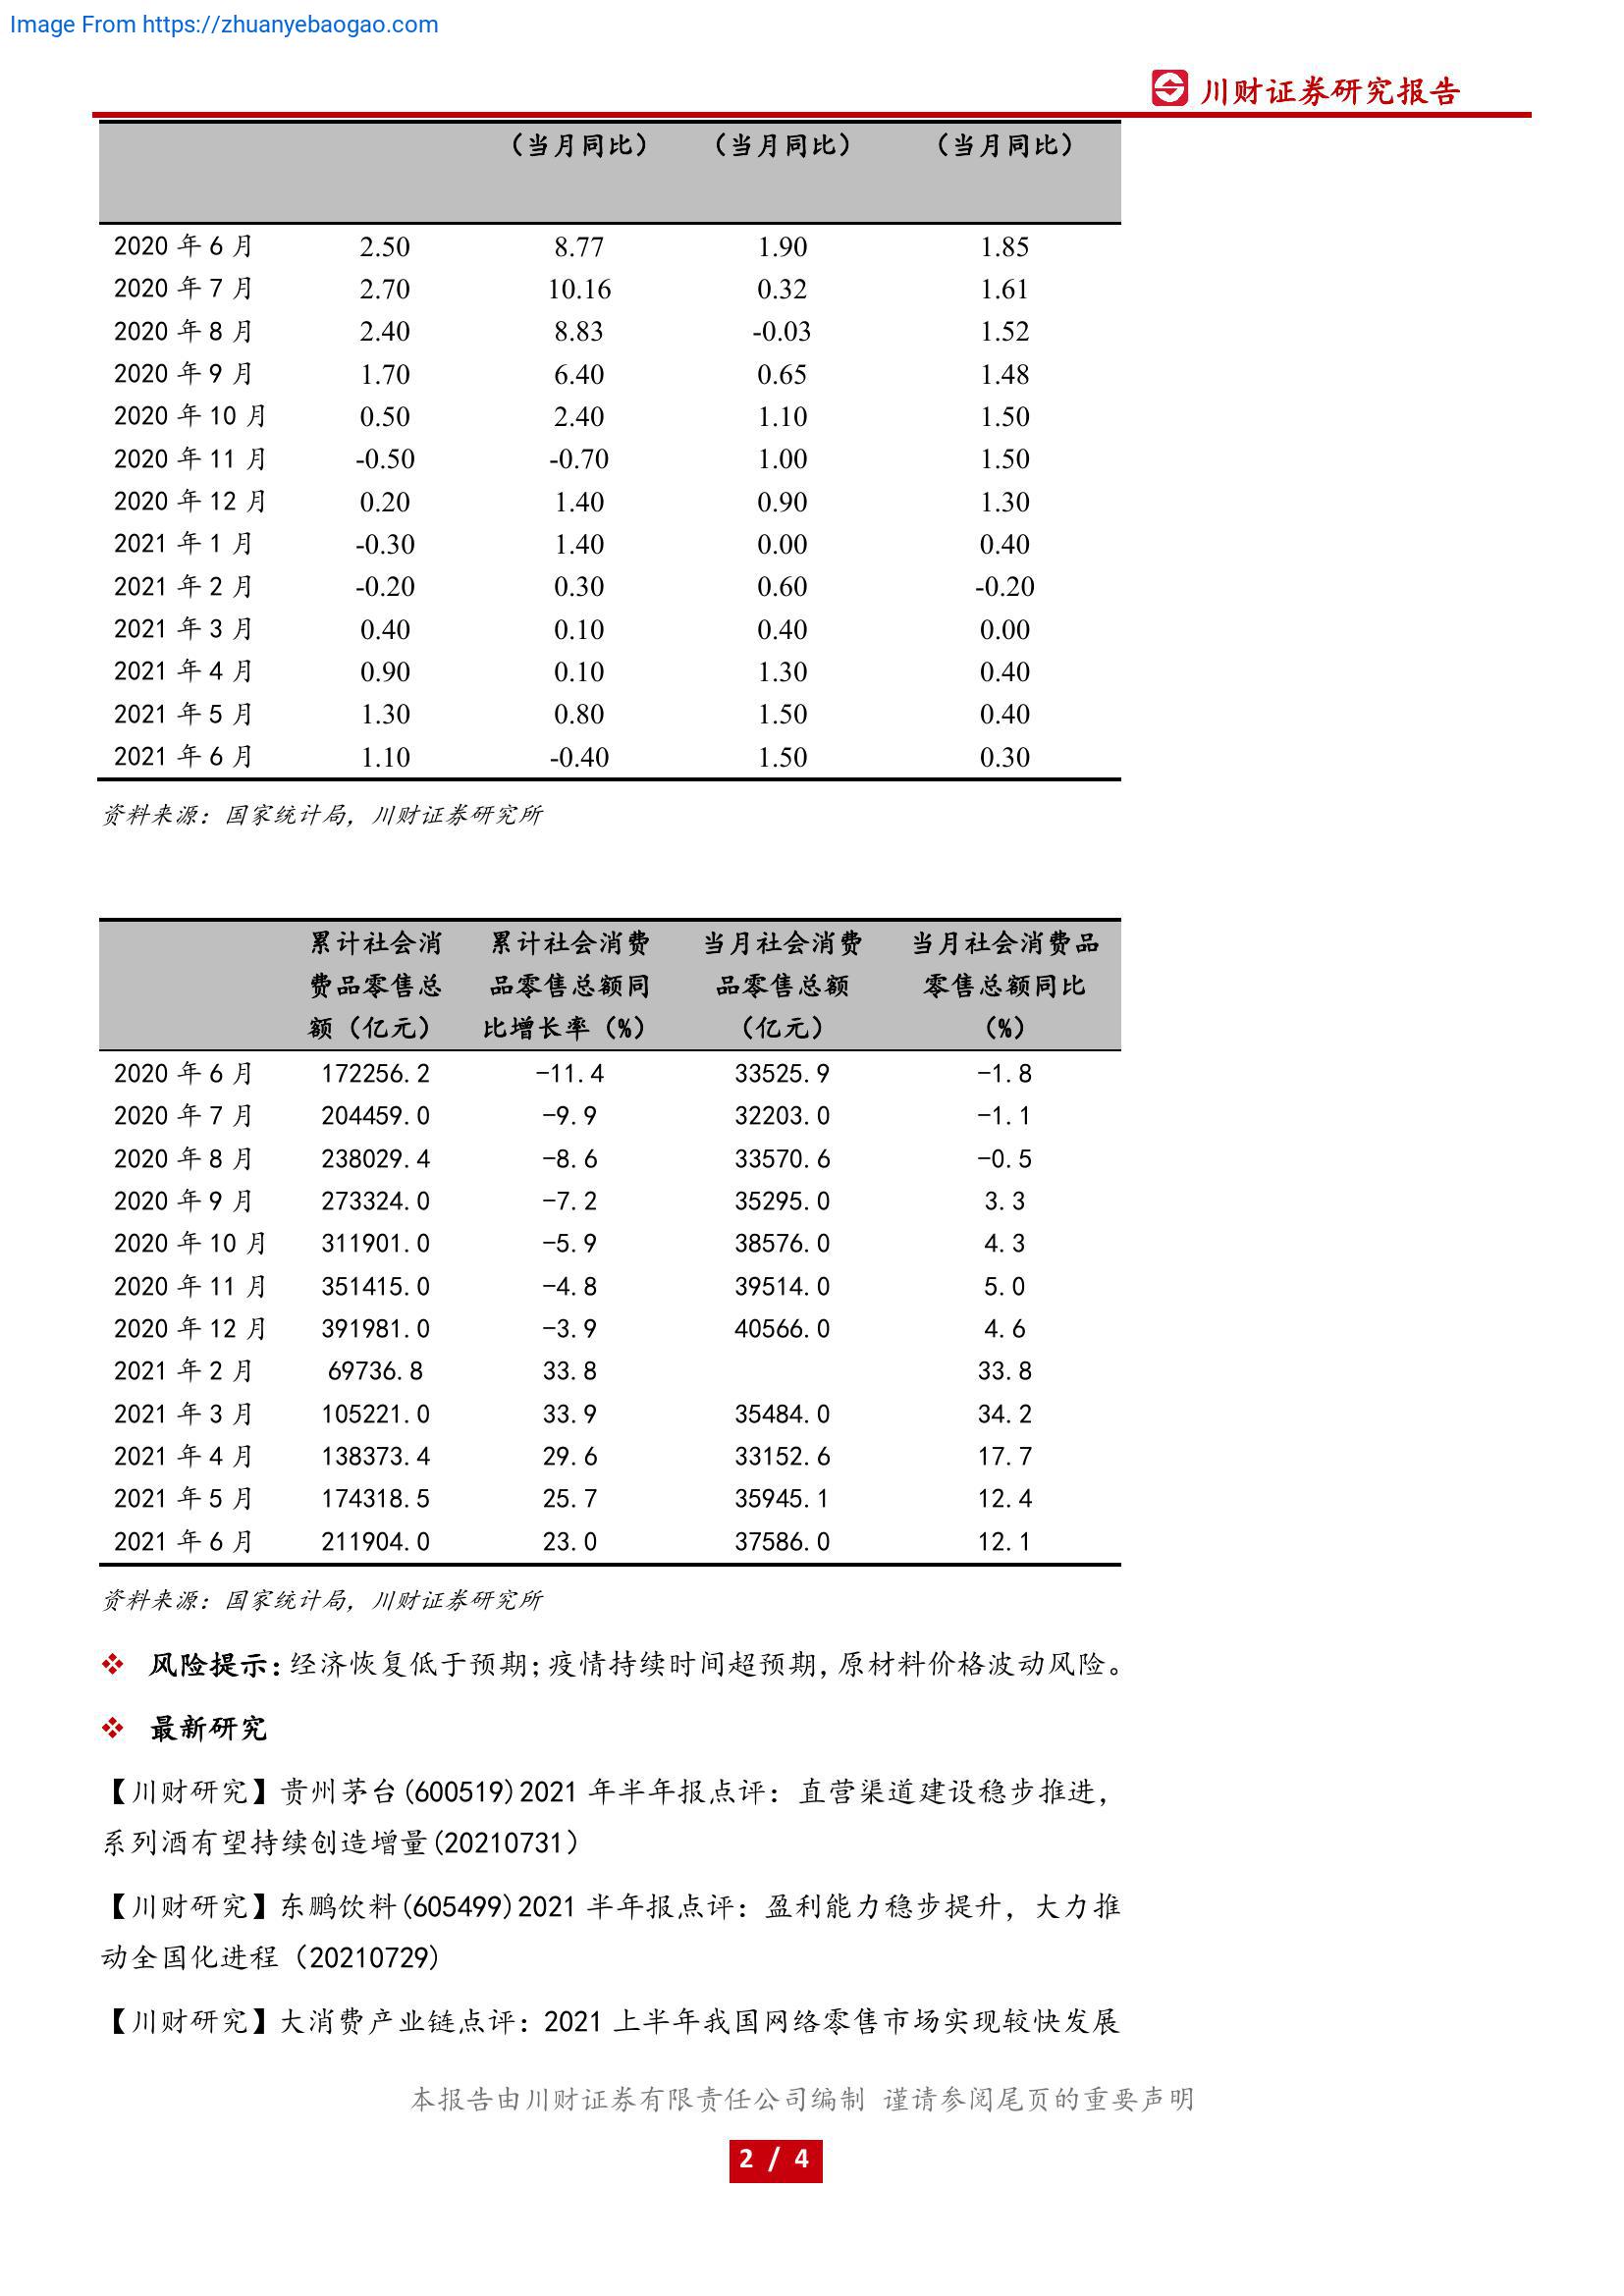 Image From https://zhuanyebaogao.com
川财证券研究报告
（当月同比） （当月同比） （当月同比）
2020 年 6 月 2.50 8.77 1.90 1.85
2020 年 7 月 2.70 10.16 0.32 1.61
2020 年 8 月 2.40 8.83 -0.03 1.52
2020 年 9 月 1.70 6.40 0.65 1.48
2020 年 10 月 0.50 2.40 1.10 1.50
2020 年 11 月 -0.50 -0.70 1.00 1.50
2020 年 12 月 0.20 1.40 0.90 1.30
2021 年 1 月 -0.30 1.40 0.00 0.40
2021 年 2 月 -0.20 0.30 0.60 -0.20
2021 年 3 月 0.40 0.10 0.40 0.00
2021 年 4 月 0.90 0.10 1.30 0.40
2021 年 5 月 1.30 0.80 1.50 0.40
2021 年 6 月 1.10 -0.40 1.50 0.30
资料来源：国家统计局，川财证券研究所
累计社会消 累计社会消费 当月社会消费 当月社会消费品
费品零售总 品零售总额同 品零售总额 零售总额同比
额（亿元） 比增长率（%） （亿元） （%）
2020 年 6 月 172256.2 -11.4 33525.9 -1.8
2020 年 7 月 204459.0 -9.9 32203.0 -1.1
2020 年 8 月 238029.4 -8.6 33570.6 -0.5
2020 年 9 月 273324.0 -7.2 35295.0 3.3
2020 年 10 月 311901.0 -5.9 38576.0 4.3
2020 年 11 月 351415.0 -4.8 39514.0 5.0
2020 年 12 月 391981.0 -3.9 40566.0 4.6
2021 年 2 月 69736.8 33.8 33.8
2021 年 3 月 105221.0 33.9 35484.0 34.2
2021 年 4 月 138373.4 29.6 33152.6 17.7
2021 年 5 月 174318.5 25.7 35945.1 12.4
2021 年 6 月 211904.0 23.0 37586.0 12.1
资料来源：国家统计局，川财证券研究所
❖ 风险提示：经济恢复低于预期；疫情持续时间超预期，原材料价格波动风险。
❖ 最新研究
【川财研究】贵州茅台(600519)2021 年半年报点评：直营渠道建设稳步推进，
系列酒有望持续创造增量(20210731）
【川财研究】东鹏饮料(605499)2021 半年报点评：盈利能力稳步提升，大力推
动全国化进程（20210729)
【川财研究】大消费产业链点评：2021 上半年我国网络零售市场实现较快发展
本报告由川财证券有限责任公司编制 谨请参阅尾页的重要声明
2 / 4